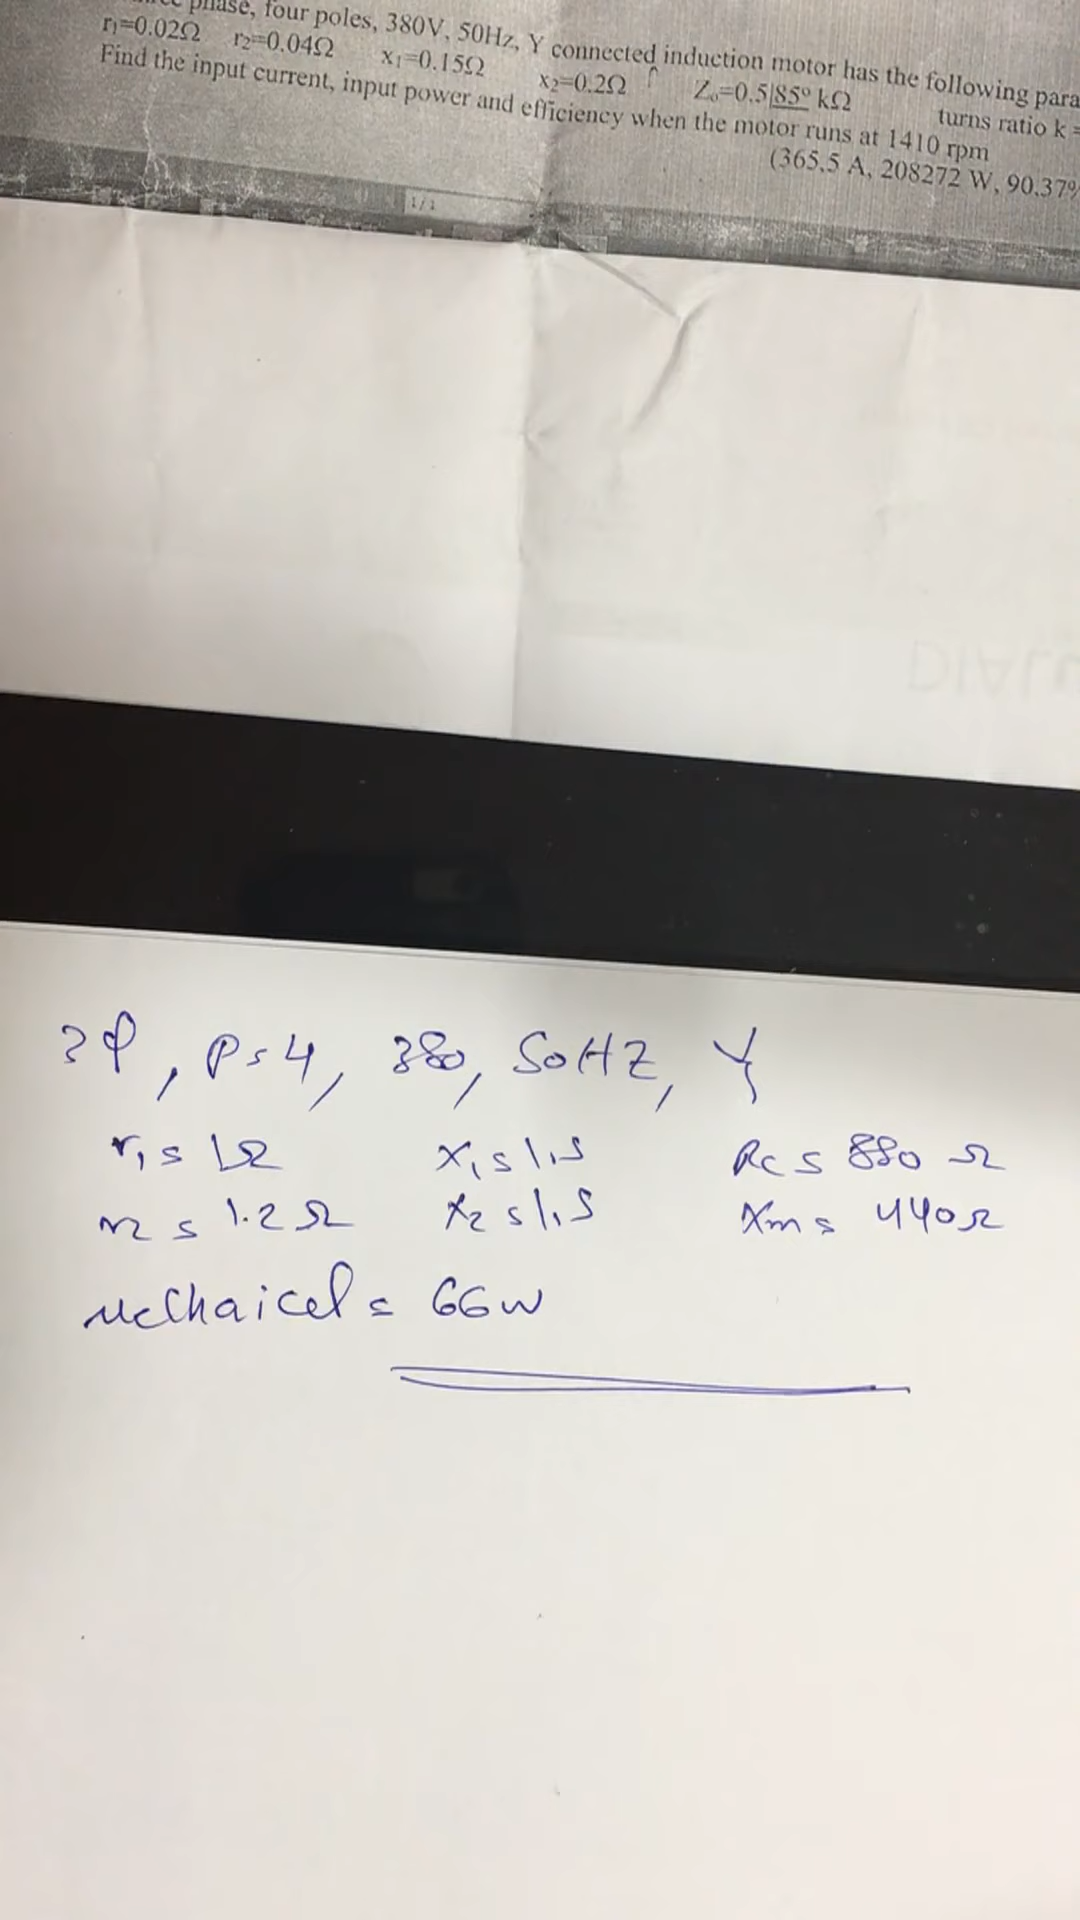 phase, four poles, 380V, 50Hz, Y connected induction motor has the following para
r₁=0.02Ω r₂=0.04Ω x₁=0.15Ω x₂=0.2Ω Zₒ=0.5|85° kΩ turns ratio k =
Find the input current, input power and efficiency when the motor runs at 1410 rpm
(365.5 A, 208272 W, 90.37%
1/1
3φ, P=4, 380, 50HZ, Y
r₁ = 1Ω x₁ = 1.5 Rc = 880 Ω
r2 = 1.2 Ω x₂ = 1.5 Xm = 440Ω
mechaicel = 66w